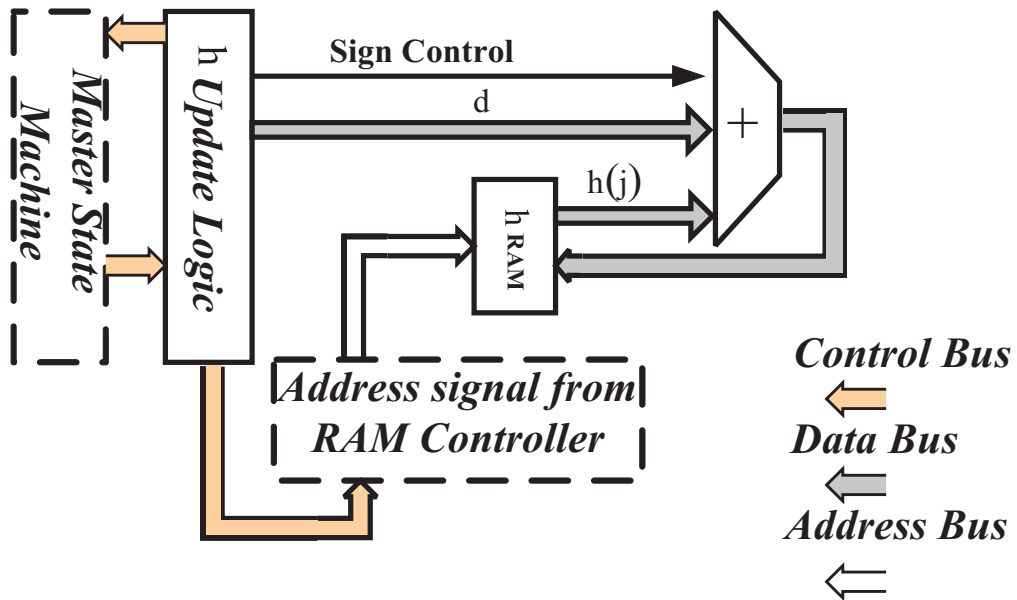 Master State
Machine
h Update Logic
Sign Control
d
+
h(j)
h RAM
Address signal from
RAM Controller
Control Bus
Data Bus
Address Bus